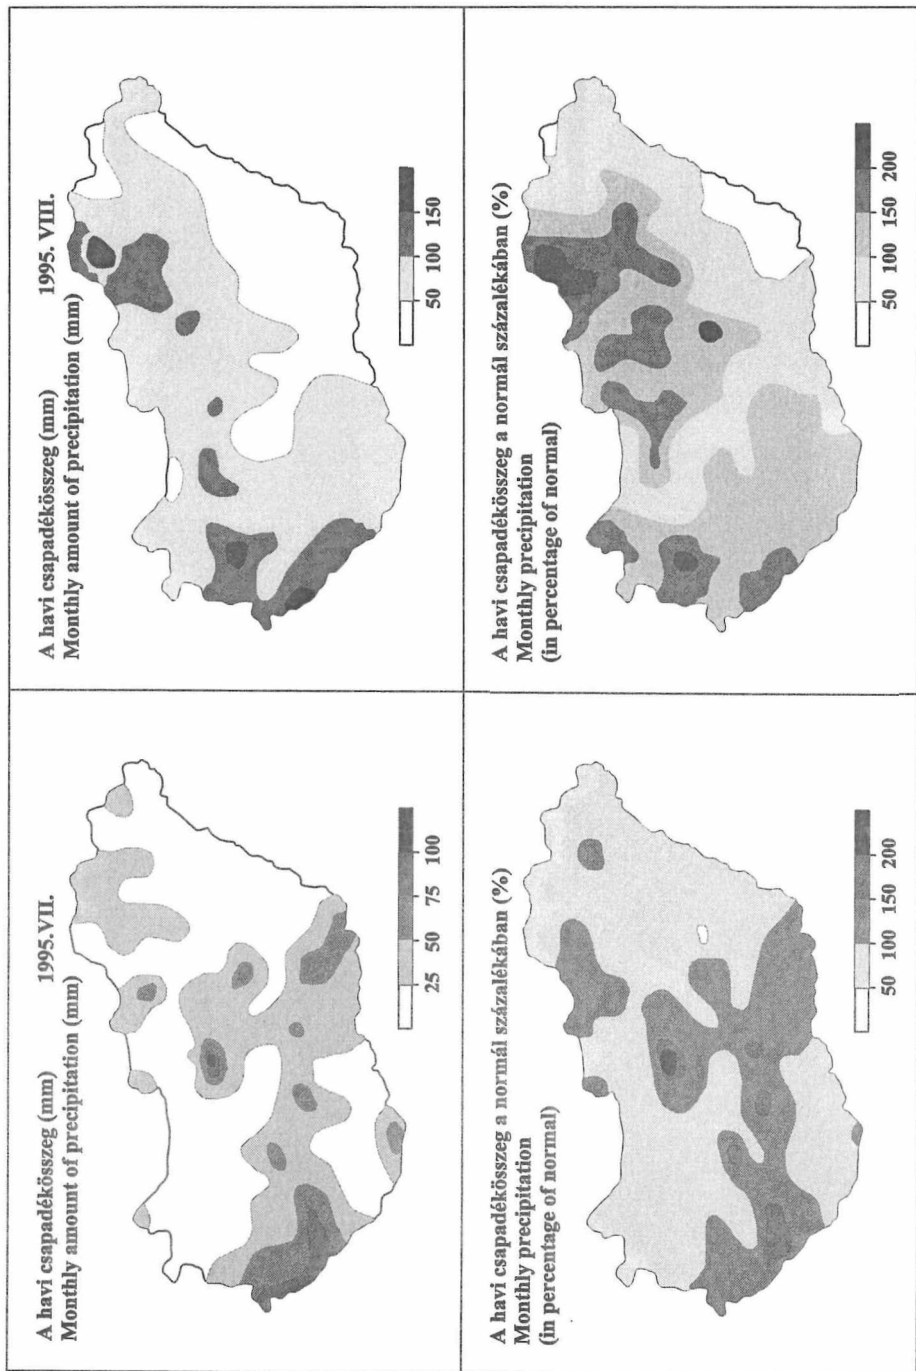 A havi csapadékösszeg (mm) 1995.VII.
Monthly amount of precipitation (mm)
25 50 75 100
A havi csapadékösszeg (mm) 1995. VIII.
Monthly amount of precipitation (mm)
50 100 150
A havi csapadékösszeg a normál százalékában (%)
Monthly precipitation
(in percentage of normal)
50 100 150 200
A havi csapadékösszeg a normál százalékában (%)
Monthly precipitation
(in percentage of normal)
50 100 150 200